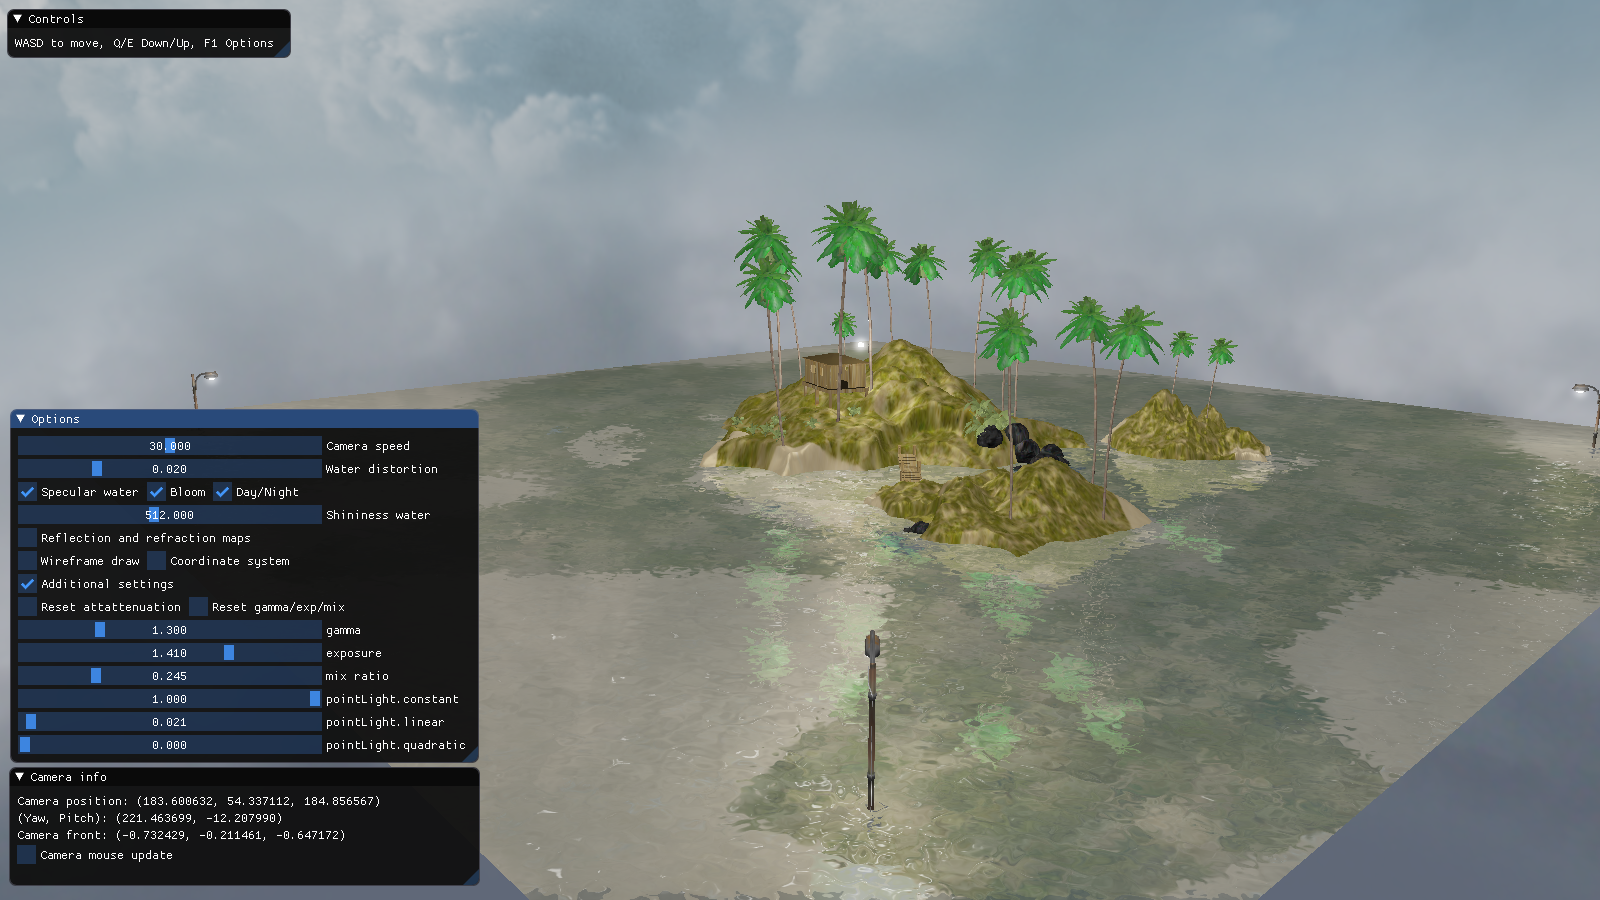 Controls
WASD to move, Q/E Down/Up, F1 Options
Options
30.000 Camera speed
0.020 Water distortion
Specular water Bloom Day/Night
512.000 Shininess water
Reflection and refraction maps
Wireframe draw Coordinate system
Additional settings
Reset attattenuation Reset gamma/exp/mix
1.300 gamma
1.410 exposure
0.245 mix ratio
1.000 pointLight.constant
0.021 pointLight.linear
0.000 pointLight.quadratic
Camera info
Camera position: (183.600632, 54.337112, 184.856567)
(Yaw, Pitch): (221.463699, -12.207990)
Camera front: (-0.732429, -0.211461, -0.647172)
Camera mouse update